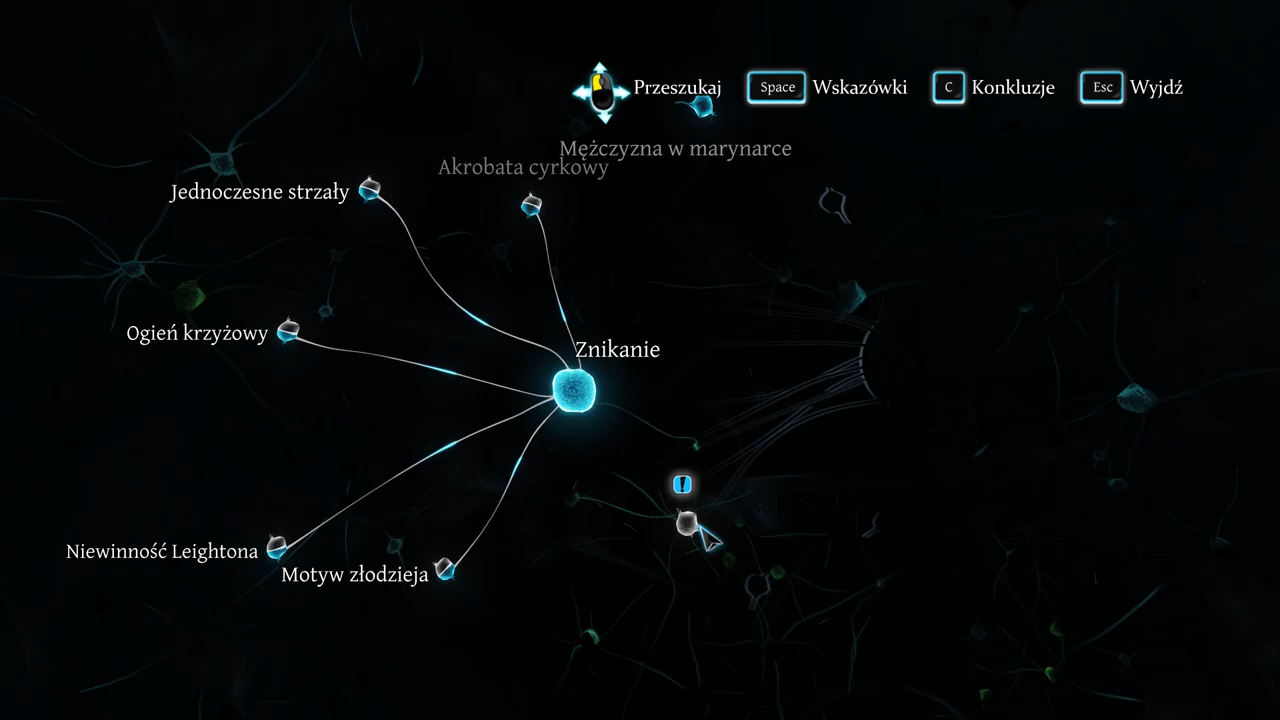 Przeszukaj
Space Wskazówki
C Konkluzje
Esc Wyjdź
Mężczyzna w marynarce
Akrobata cyrkowy
Jednoczesne strzały
Ogień krzyżowy
Znikanie
Niewinność Leightona
Motyw złodzieja